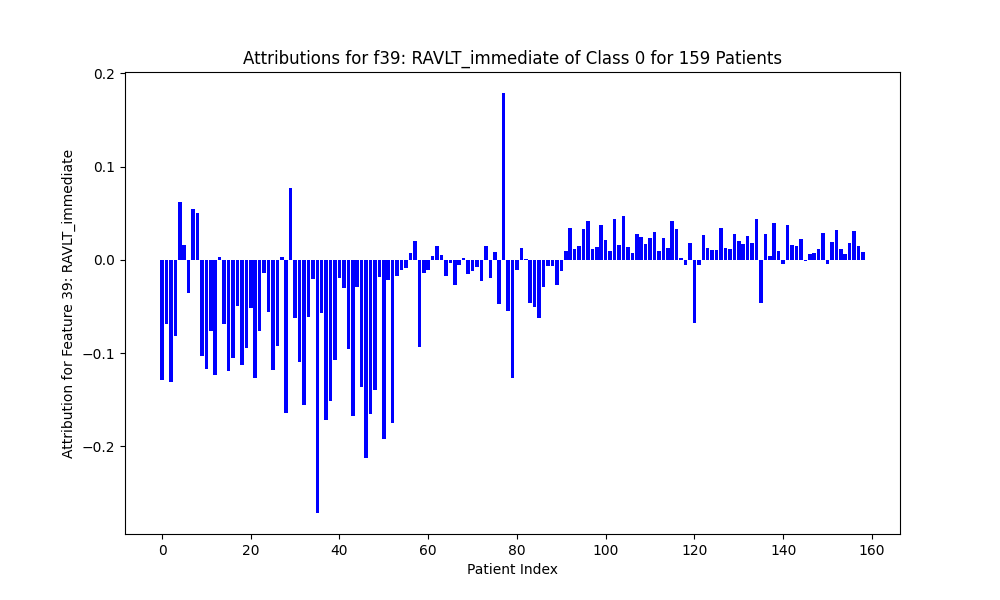 Attributions for f39: RAVLT_immediate of Class 0 for 159 Patients
Attribution for Feature 39: RAVLT_immediate
0.2
0.1
0.0
−0.1
−0.2
0 20 40 60 80 100 120 140 160
Patient Index